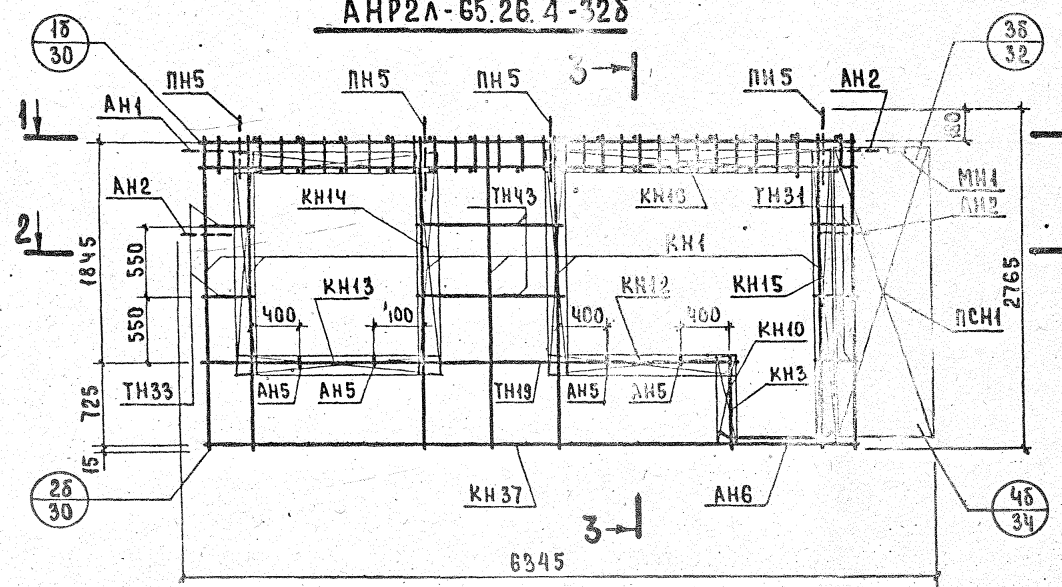 АНР2Л-65.26.4-32б
1б
30
3б
32
3
ПН5
ПН5
ПН5
ПН5
АН2
АН1
1
180
МН1
АН2
КН14
ТН43
КН16
ТН31
АН2
2
КН1
1845
550
КН13
КН12
КН15
2765
400
100
400
400
КН10
ПСН1
550
ТН33
АН5
АН5
ТН19
АН5
АН5
КН3
725
15
2б
30
КН37
АН6
4б
34
3
6345